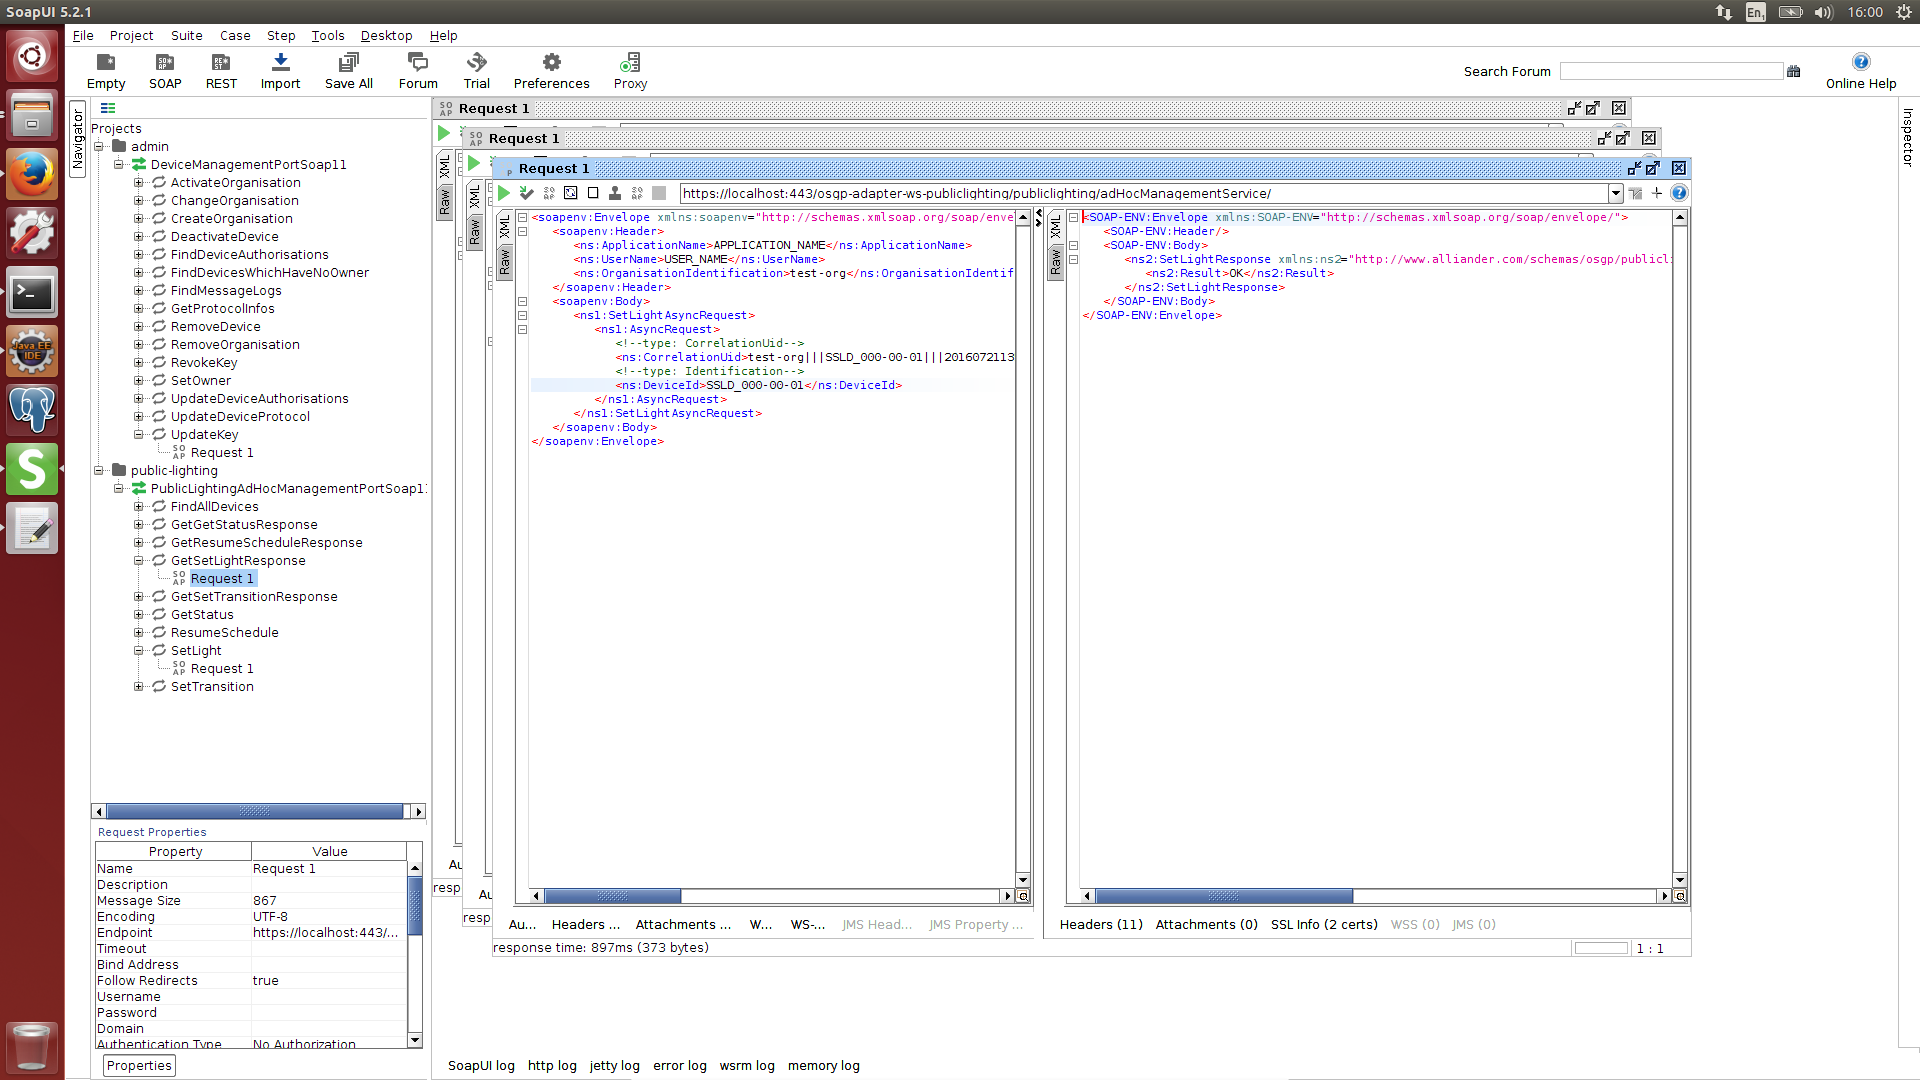 SoapUI 5.2.1
En
16:00
File Project Suite Case Step Tools Desktop Help
Empty SOAP REST Import Save All Forum Trial Preferences Proxy
Search Forum
Online Help
Navigator
Inspector
Projects
admin
DeviceManagementPortSoap11
ActivateOrganisation
ChangeOrganisation
CreateOrganisation
DeactivateDevice
FindDeviceAuthorisations
FindDevicesWhichHaveNoOwner
FindMessageLogs
GetProtocolInfos
RemoveDevice
RemoveOrganisation
RevokeKey
SetOwner
UpdateDeviceAuthorisations
UpdateDeviceProtocol
UpdateKey
Request 1
public-lighting
PublicLightingAdHocManagementPortSoap11
FindAllDevices
GetGetStatusResponse
GetResumeScheduleResponse
GetSetLightResponse
Request 1
GetSetTransitionResponse
GetStatus
ResumeSchedule
SetLight
Request 1
SetTransition
Request Properties
Property Value
Name Request 1
Description
Message Size 867
Encoding UTF-8
Endpoint https://localhost:443/...
Timeout
Bind Address
Follow Redirects true
Username
Password
Domain
Authentication Type No Authorization
Properties
Request 1
XML
Raw
Au
resp
Request 1
XML
Raw
Au
resp
Request 1
https://localhost:443/osgp-adapter-ws-publiclighting/publiclighting/adHocManagementService/
XML
Raw
<soapenv:Envelope xmlns:soapenv="http://schemas.xmlsoap.org/soap/enve
<soapenv:Header>
<ns:ApplicationName>APPLICATION_NAME</ns:ApplicationName>
<ns:UserName>USER_NAME</ns:UserName>
<ns:OrganisationIdentification>test-org</ns:OrganisationIdentif
</soapenv:Header>
<soapenv:Body>
<ns1:SetLightAsyncRequest>
<ns1:AsyncRequest>
<!--type: CorrelationUid-->
<ns:CorrelationUid>test-org|||SSLD_000-00-01|||2016072113
<!--type: Identification-->
<ns:DeviceId>SSLD_000-00-01</ns:DeviceId>
</ns1:AsyncRequest>
</ns1:SetLightAsyncRequest>
</soapenv:Body>
</soapenv:Envelope>
XML
Raw
<SOAP-ENV:Envelope xmlns:SOAP-ENV="http://schemas.xmlsoap.org/soap/envelope/">
<SOAP-ENV:Header/>
<SOAP-ENV:Body>
<ns2:SetLightResponse xmlns:ns2="http://www.alliander.com/schemas/osgp/publicl
<ns2:Result>OK</ns2:Result>
</ns2:SetLightResponse>
</SOAP-ENV:Body>
</SOAP-ENV:Envelope>
Au... Headers ... Attachments ... W... WS-... JMS Head... JMS Property ...
Headers (11) Attachments (0) SSL Info (2 certs) WSS (0) JMS (0)
response time: 897ms (373 bytes)
1 : 1
SoapUI log http log jetty log error log wsrm log memory log